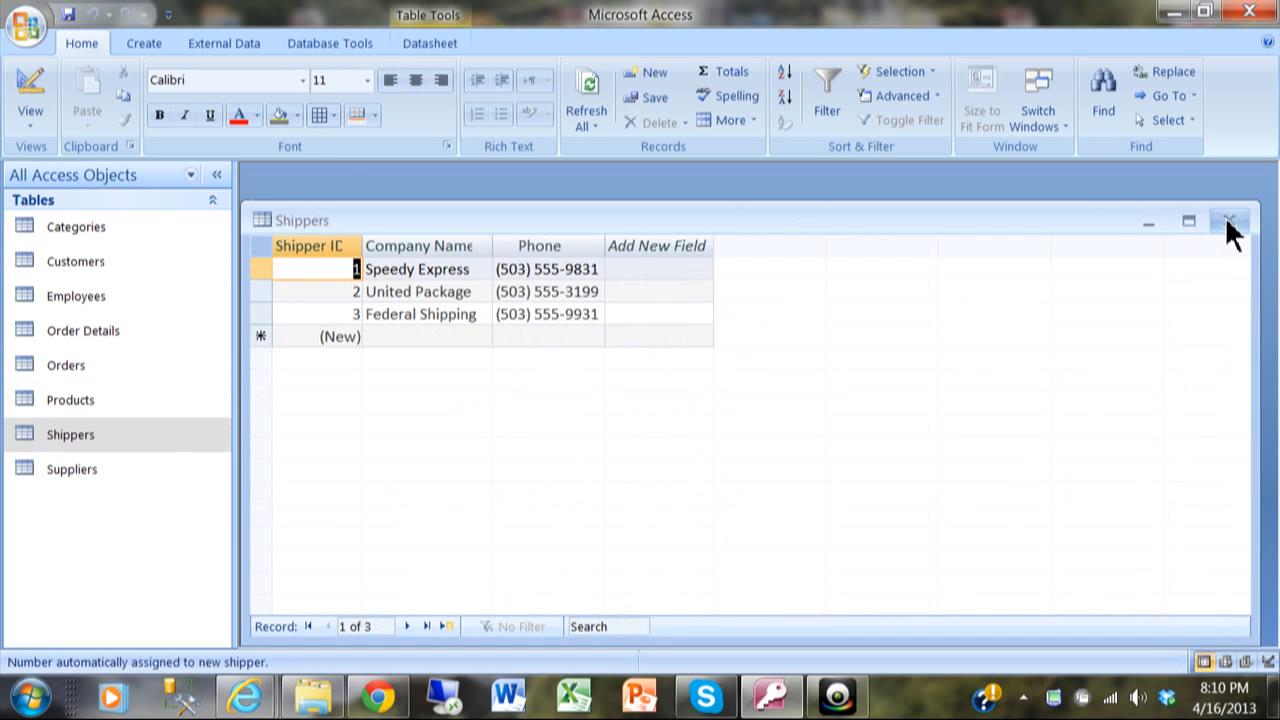 Table Tools
Microsoft Access
Home
Create
External Data
Database Tools
Datasheet
View
Paste
Calibri
11
B I U A
Refresh All
New
Save
Delete
Totals
Spelling
More
Filter
Selection
Advanced
Toggle Filter
Size to Fit Form
Switch Windows
Find
Replace
Go To
Select
Views
Clipboard
Font
Rich Text
Records
Sort & Filter
Window
Find
All Access Objects
Tables
Categories
Customers
Employees
Order Details
Orders
Products
Shippers
Suppliers
Shippers
Shipper ID Company Name Phone Add New Field
1 Speedy Express (503) 555-9831
2 United Package (503) 555-3199
3 Federal Shipping (503) 555-9931
(New)
Record: 1 of 3 No Filter Search
Number automatically assigned to new shipper.
8:10 PM
4/16/2013